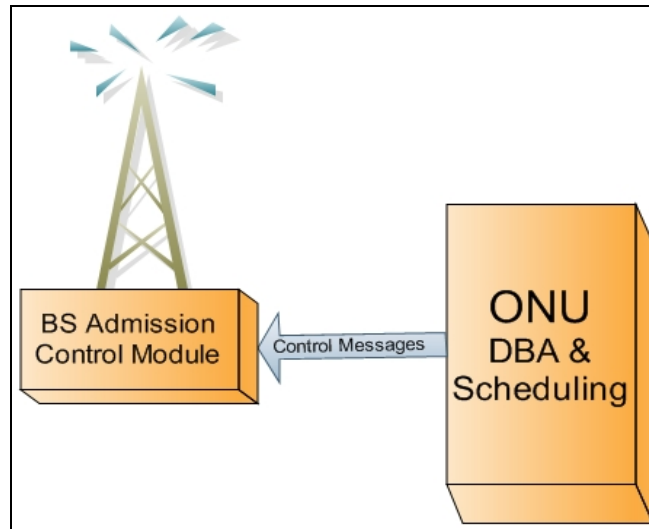 BS Admission
Control Module
Control Messages
ONU
DBA &
Scheduling